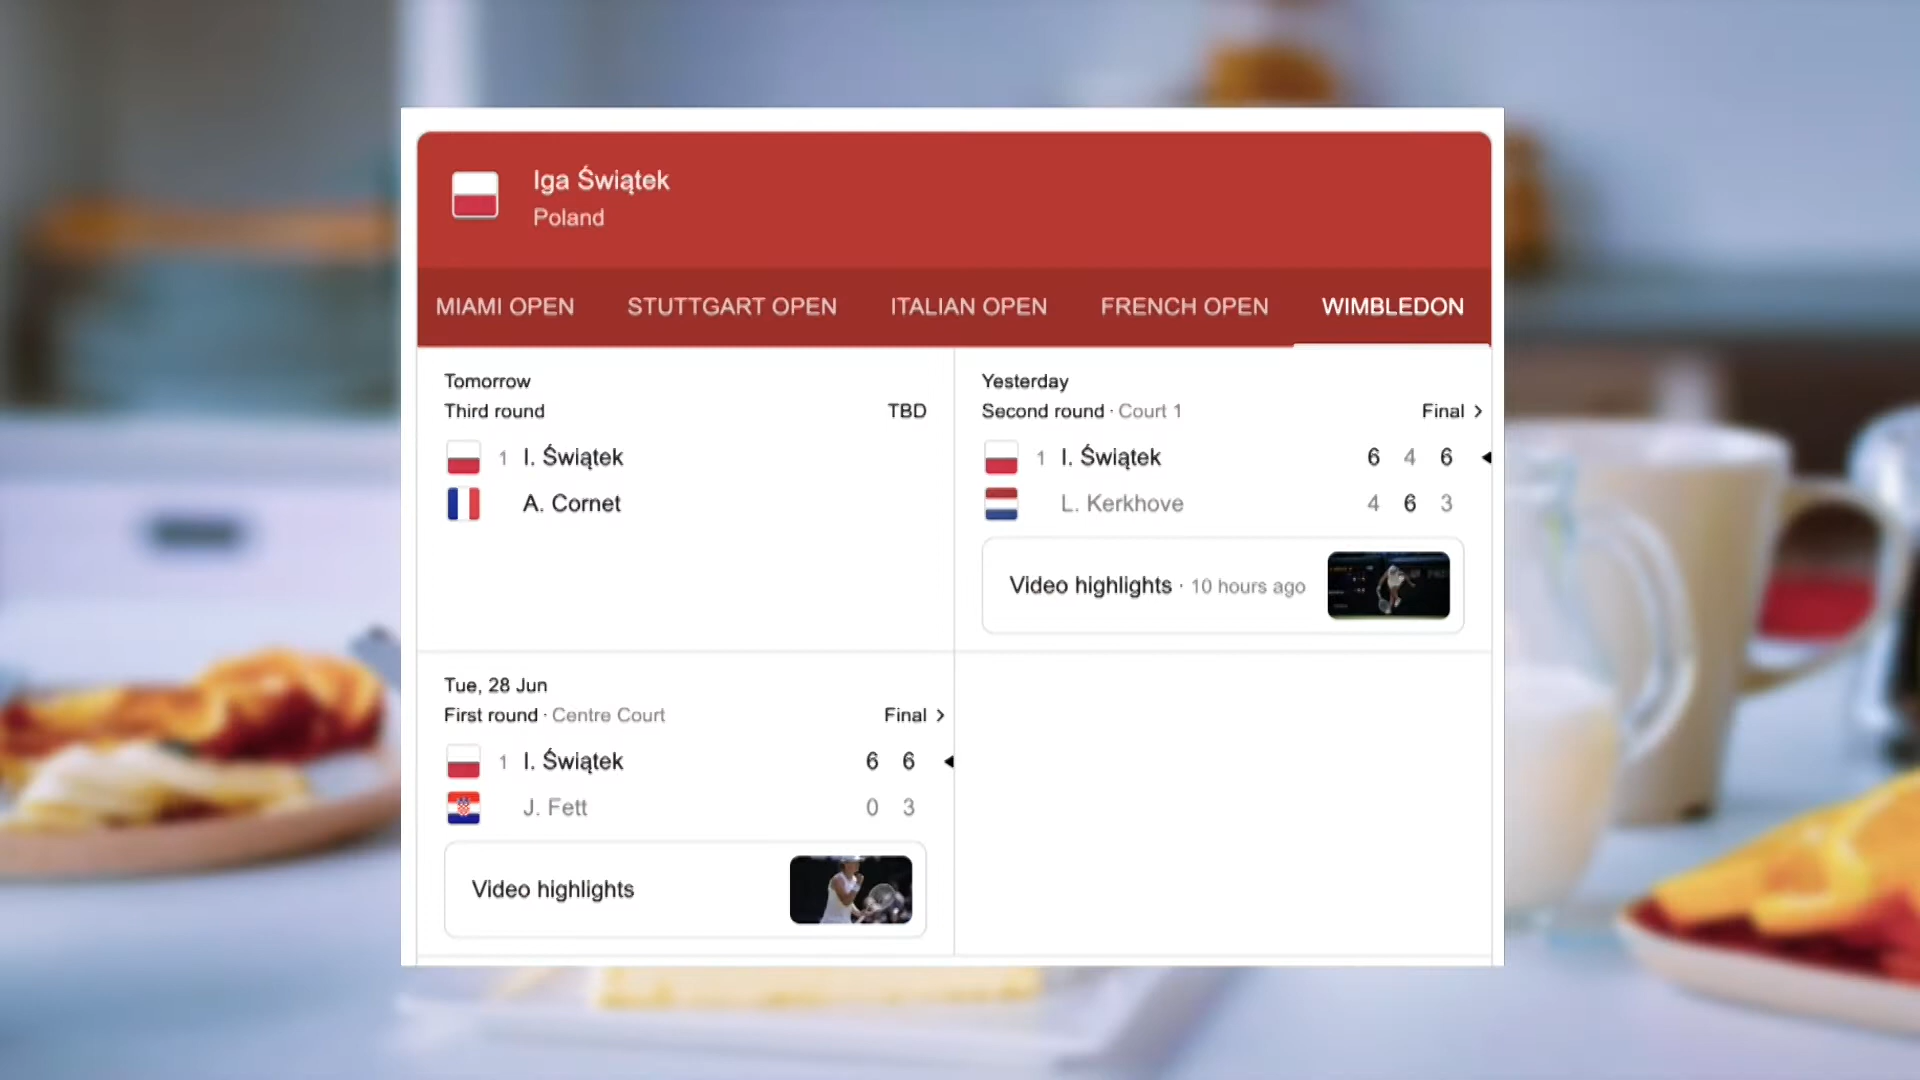 Iga Świątek
Poland
MIAMI OPEN STUTTGART OPEN ITALIAN OPEN FRENCH OPEN WIMBLEDON
Tomorrow
Third round TBD
1 I. Świątek
A. Cornet
Yesterday
Second round · Court 1 Final
1 I. Świątek 6 4 6
L. Kerkhove 4 6 3
Video highlights · 10 hours ago
Tue, 28 Jun
First round · Centre Court Final
1 I. Świątek 6 6
J. Fett 0 3
Video highlights